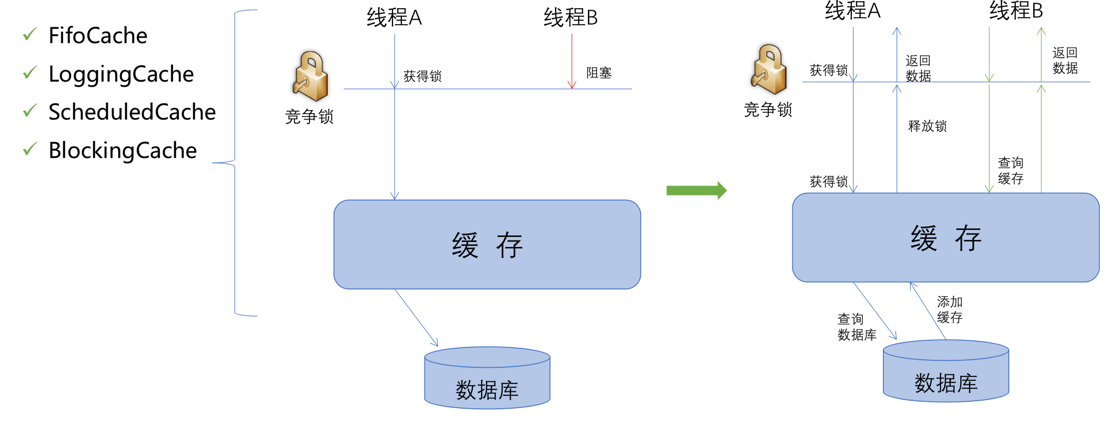 FifoCache
LoggingCache
ScheduledCache
BlockingCache
线程A
线程B
获得锁
阻塞
竞争锁
缓 存
数据库
线程A
线程B
获得锁
返回
数据
返回
数据
竞争锁
释放锁
获得锁
查询
缓存
缓 存
查询
数据库
添加
缓存
数据库